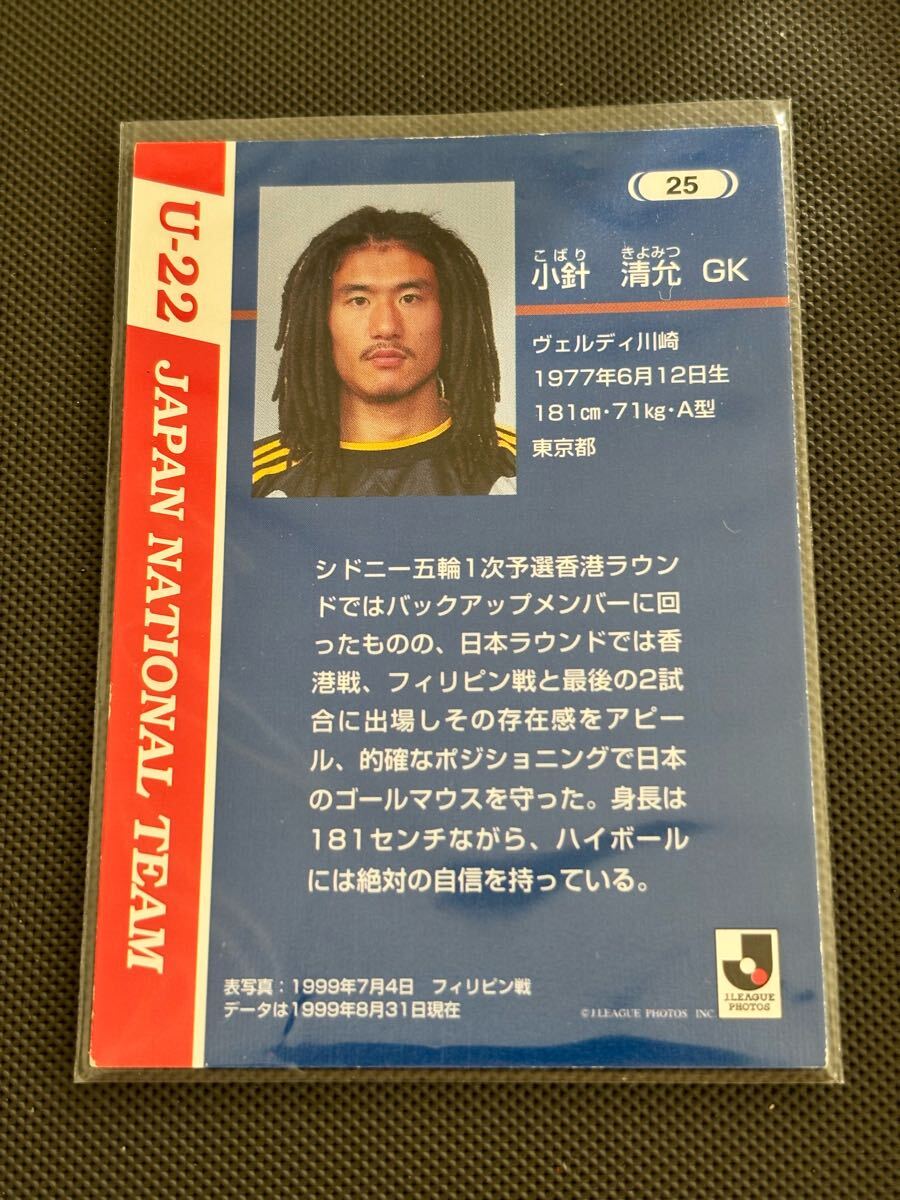 U-22 JAPAN NATIONAL TEAM
25
こばり きよみつ
小針 清允 GK
ヴェルディ川崎
1977年6月12日生
181㎝・71㎏・A型
東京都
シドニー五輪1次予選香港ラウン
ドではバックアップメンバーに回
ったものの、日本ラウンドでは香
港戦、フィリピン戦と最後の2試
合に出場しその存在感をアピー
ル、的確なポジショニングで日本
のゴールマウスを守った。身長は
181センチながら、ハイボール
には絶対の自信を持っている。
表写真：1999年7月4日 フィリピン戦
データは1999年8月31日現在
©J.LEAGUE PHOTOS INC
J.LEAGUE
PHOTOS